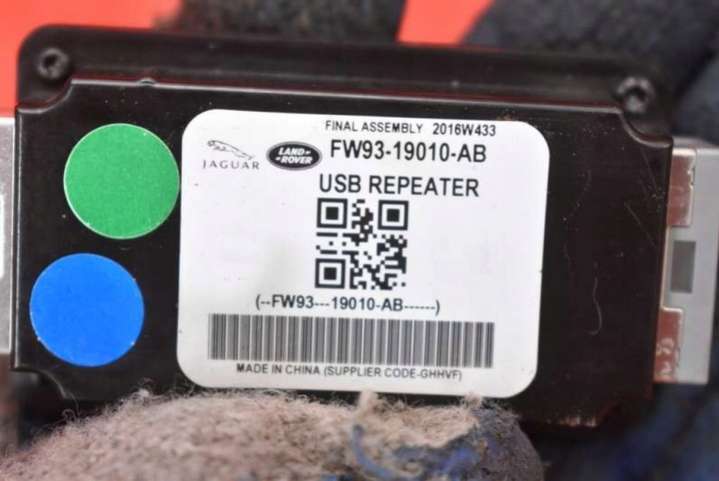 FINAL ASSEMBLY 2016W433
JAGUAR LAND ROVER FW93-19010-AB
USB REPEATER
(--FW93---19010-AB------)
MADE IN CHINA (SUPPLIER CODE-GHHVF)